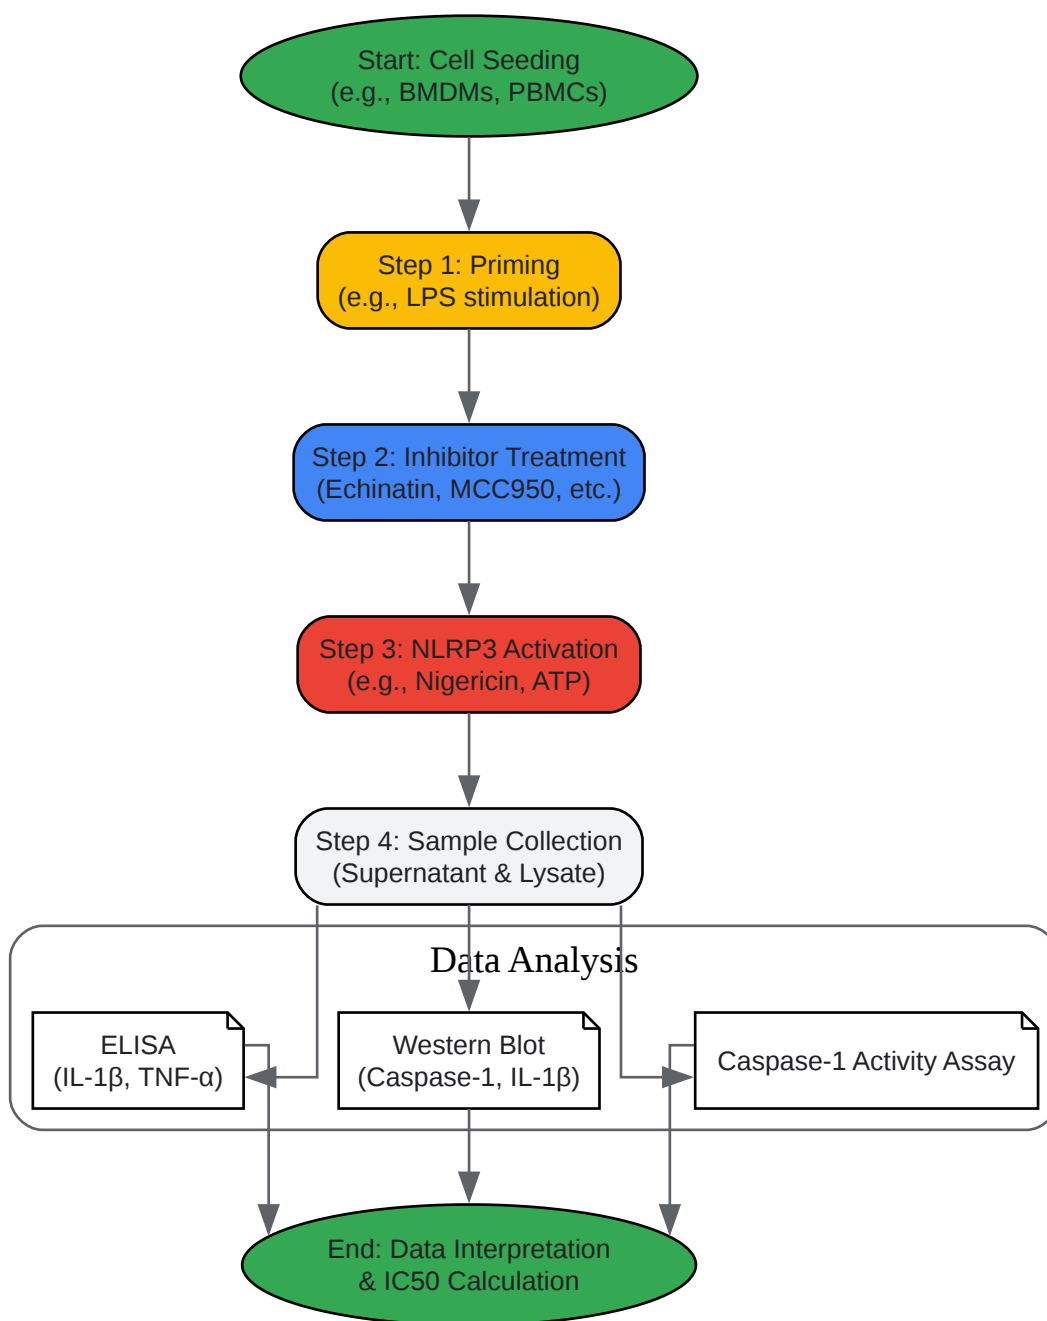 Start: Cell Seeding
(e.g., BMDMs, PBMCs)
Step 1: Priming
(e.g., LPS stimulation)
Step 2: Inhibitor Treatment
(Echinatin, MCC950, etc.)
Step 3: NLRP3 Activation
(e.g., Nigericin, ATP)
Step 4: Sample Collection
(Supernatant & Lysate)
Data Analysis
ELISA
(IL-1β, TNF-α)
Western Blot
(Caspase-1, IL-1β)
Caspase-1 Activity Assay
End: Data Interpretation
& IC50 Calculation